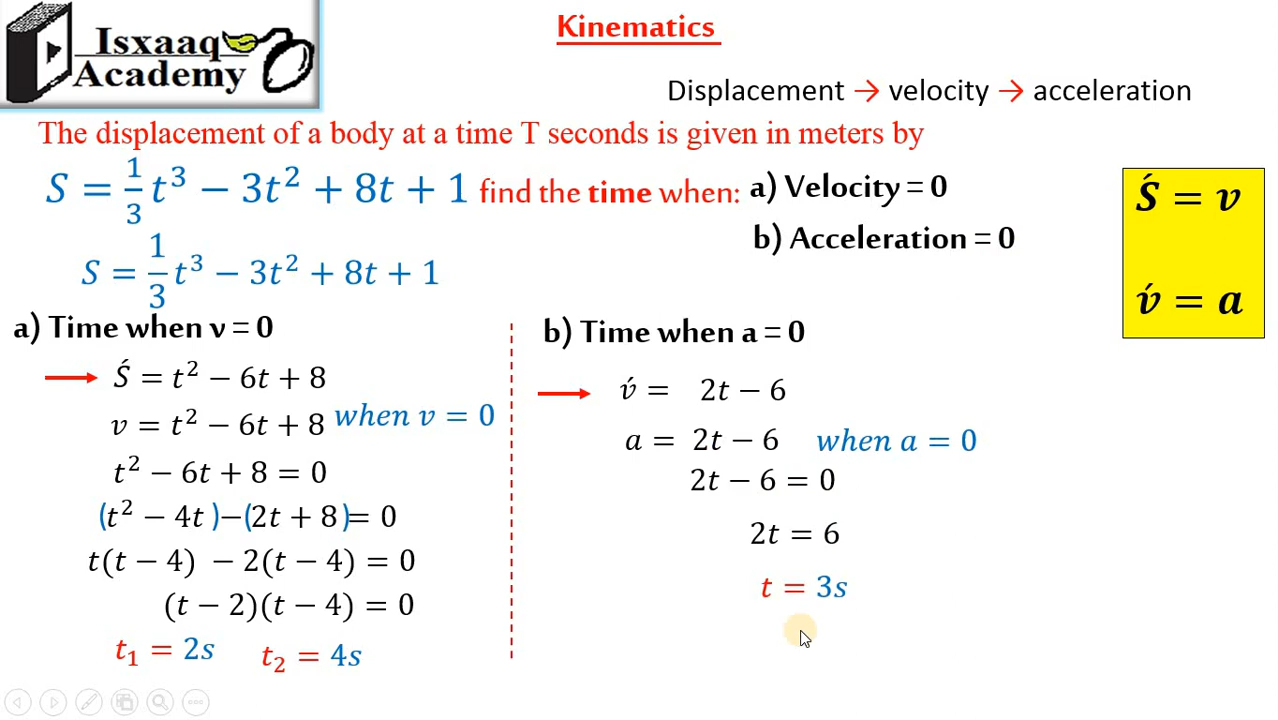 Isxaaq
Academy
Kinematics
Displacement → velocity → acceleration
The displacement of a body at a time T seconds is given in meters by
S = 1/3 t³ − 3t² + 8t + 1 find the time when: a) Velocity = 0
b) Acceleration = 0
Ś = v
v́ = a
S = 1/3 t³ − 3t² + 8t + 1
a) Time when v = 0
Ś = t² − 6t + 8
v = t² − 6t + 8 when v = 0
t² − 6t + 8 = 0
(t² − 4t )−(2t + 8 )= 0
t(t − 4) − 2(t − 4) = 0
(t − 2)(t − 4) = 0
t₁ = 2s t₂ = 4s
b) Time when a = 0
v́ = 2t − 6
a = 2t − 6 when a = 0
2t − 6 = 0
2t = 6
t = 3s